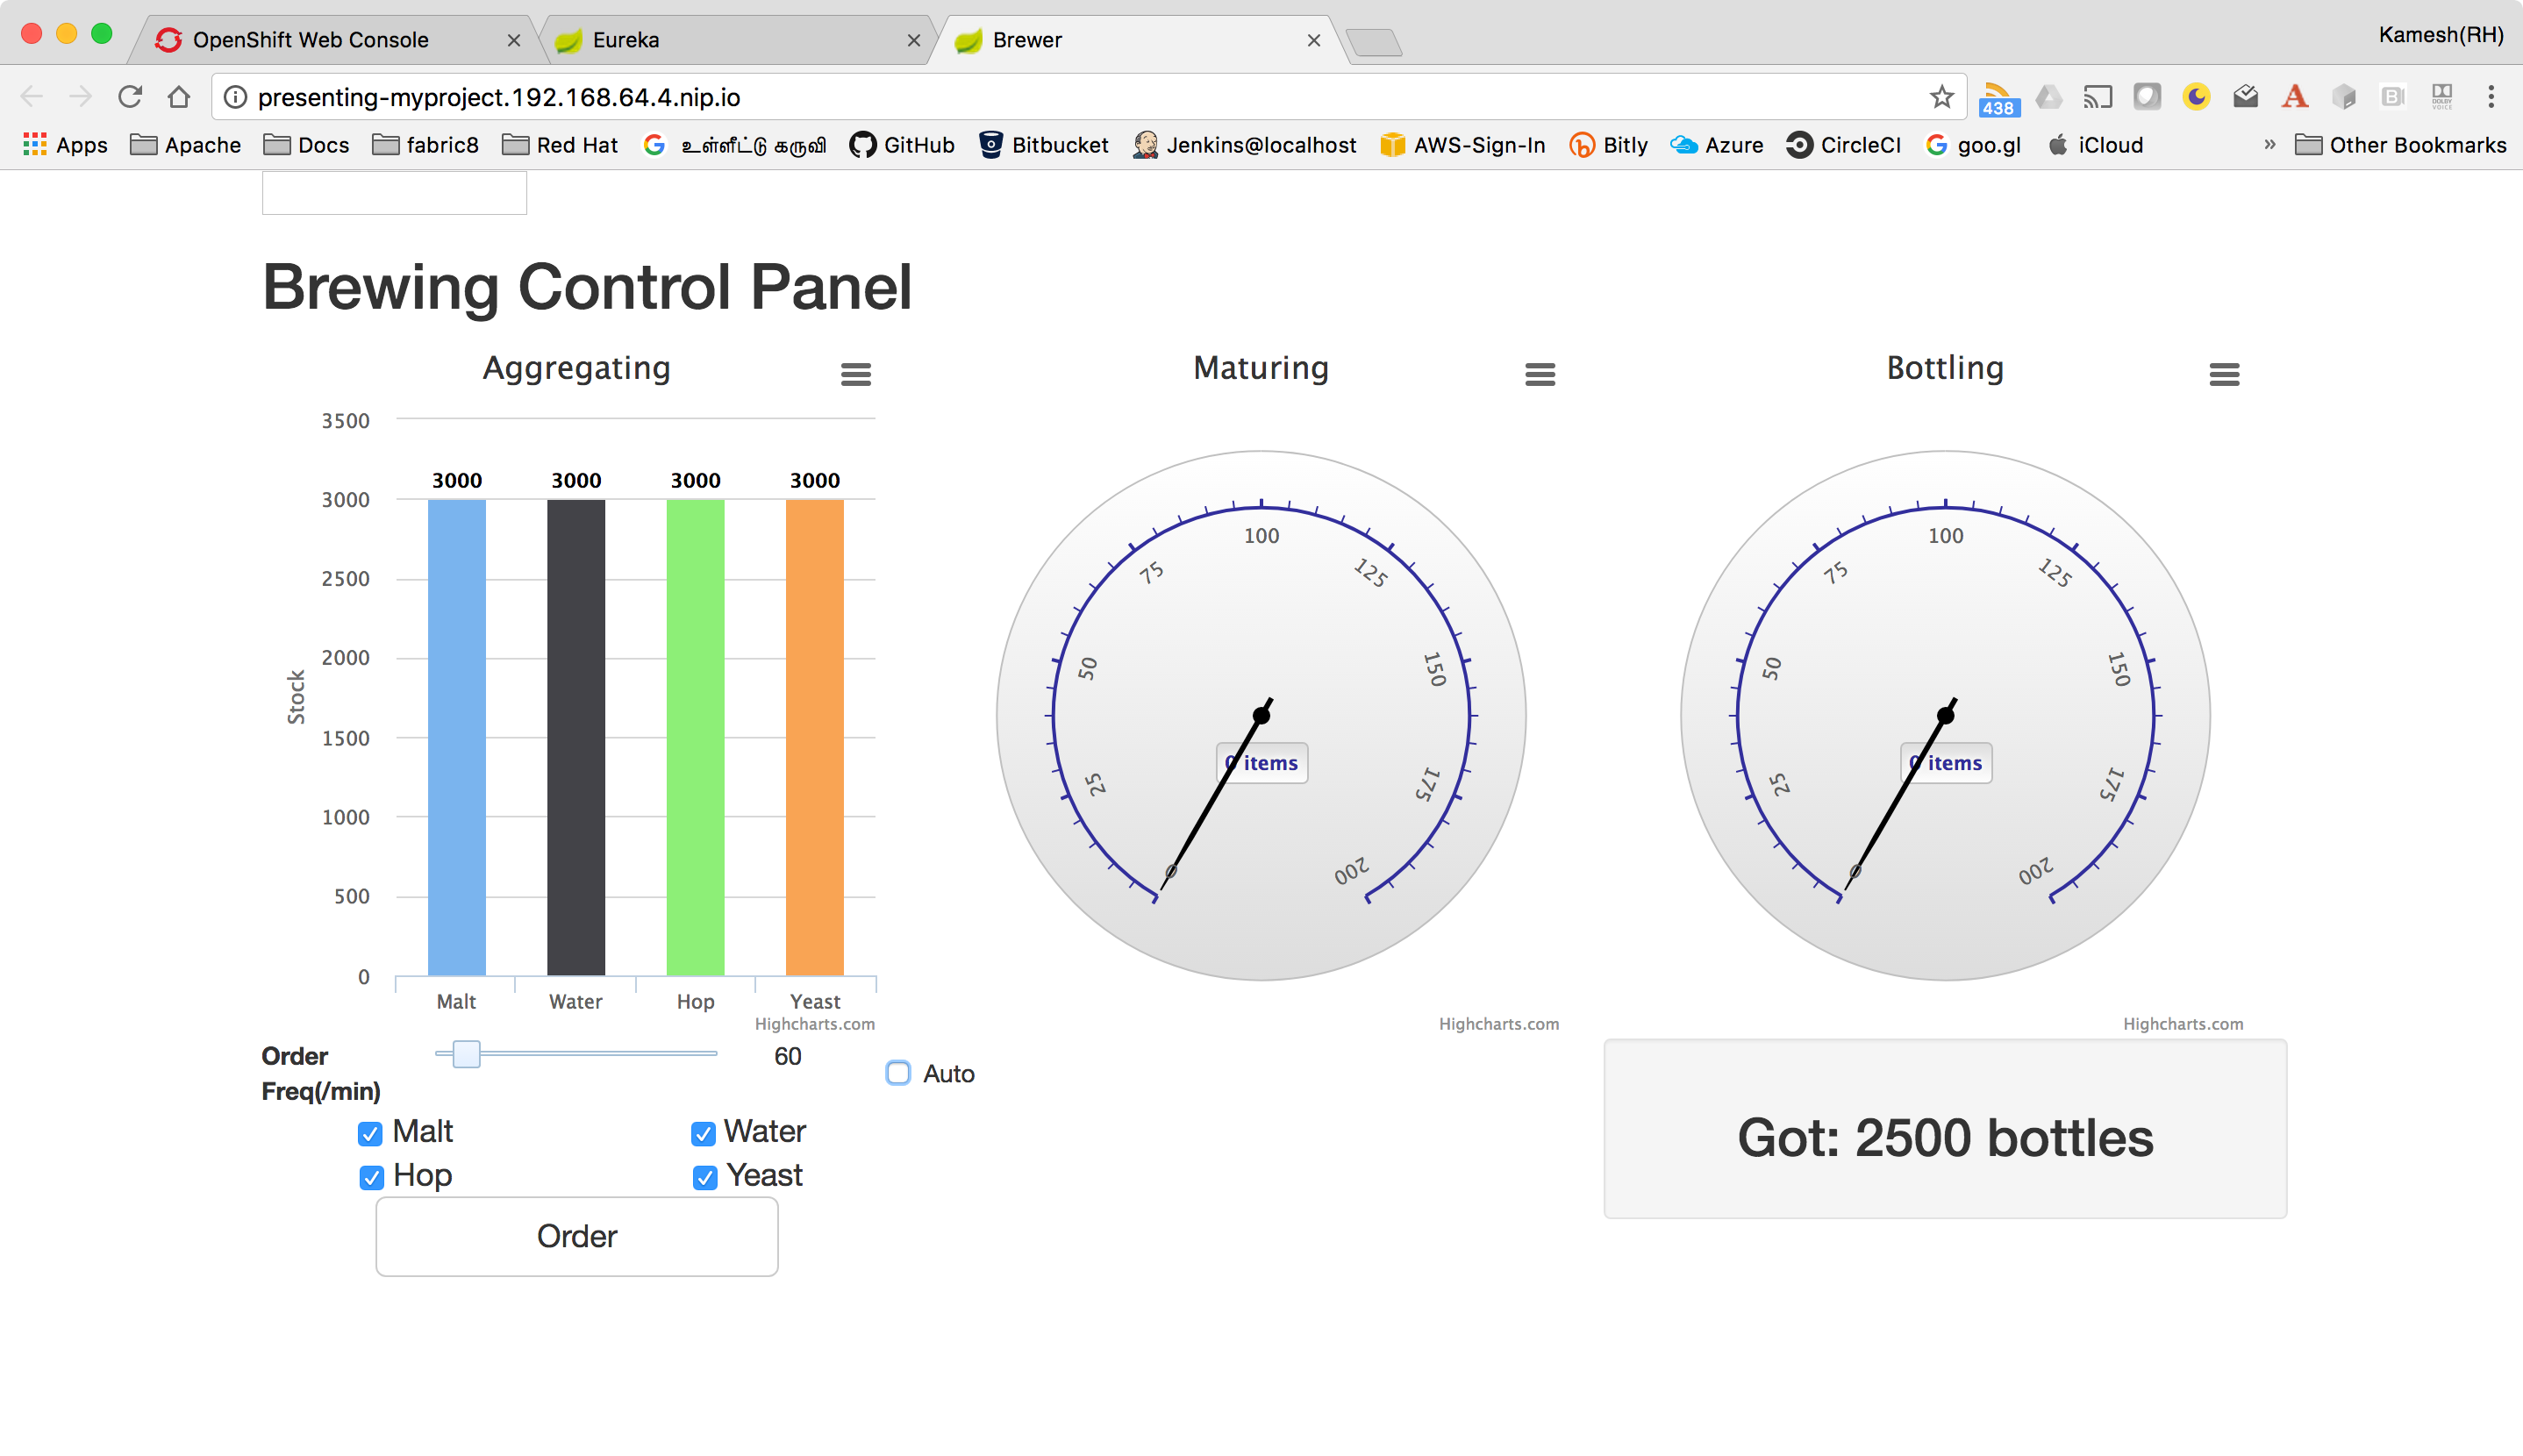 OpenShift Web Console
Eureka
Brewer
Kamesh(RH)
presenting-myproject.192.168.64.4.nip.io
438
Apps Apache Docs fabric8 Red Hat உள்ளீட்டு கருவி GitHub Bitbucket Jenkins@localhost AWS-Sign-In Bitly Azure CircleCI goo.gl iCloud » Other Bookmarks
Brewing Control Panel
Aggregating
3500
3000
2500
2000
1500
1000
500
0
Stock
3000 3000 3000 3000
Malt Water Hop Yeast
Highcharts.com
Maturing
0 25 50 75 100 125 150 175 200
0 items
Highcharts.com
Bottling
0 25 50 75 100 125 150 175 200
0 items
Highcharts.com
Order 60
Freq(/min)
Auto
Malt Water
Hop Yeast
Order
Got: 2500 bottles